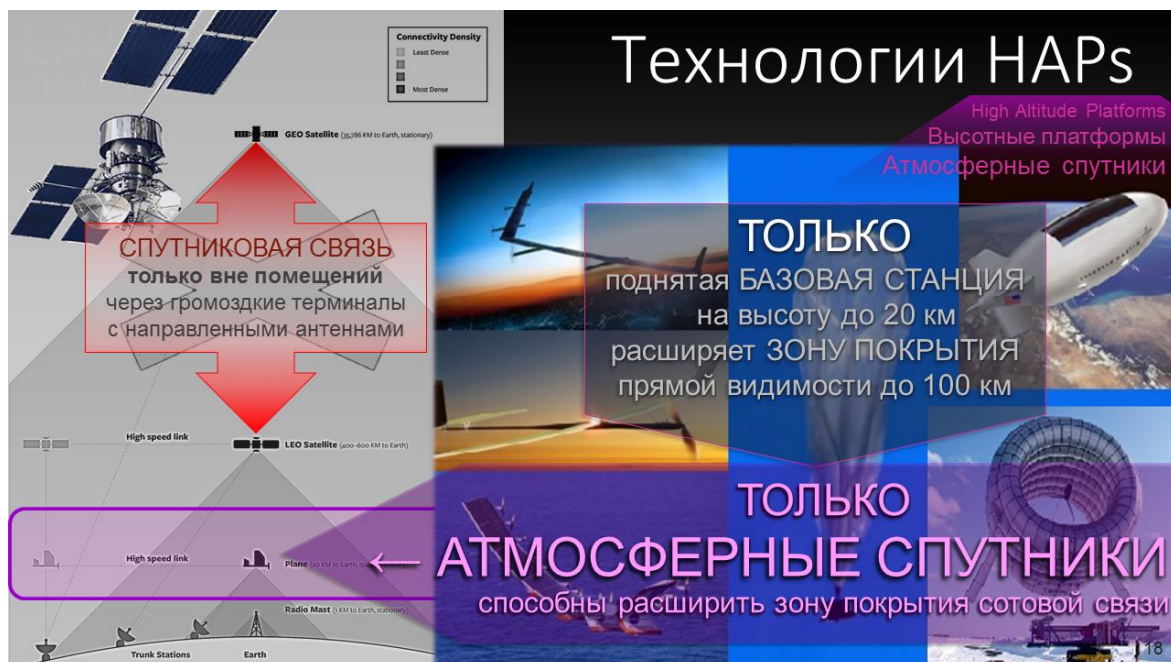 Технологии HAPs
High Altitude Platforms
Высотные платформы
Атмосферные спутники
Connectivity Density
Least Dense
Most Dense
GEO Satellite (35,786 KM to Earth, stationary)
СПУТНИКОВАЯ СВЯЗЬ
только вне помещений
через громоздкие терминалы
с направленными антеннами
ТОЛЬКО
поднятая БАЗОВАЯ СТАНЦИЯ
на высоту до 20 км
расширяет ЗОНУ ПОКРЫТИЯ
прямой видимости до 100 км
High speed link
LEO Satellite (400–600 KM to Earth)
ТОЛЬКО
← АТМОСФЕРНЫЕ СПУТНИКИ
способны расширить зону покрытия сотовой связи
High speed link
Plane (20 KM to Earth,
Radio Mast (1 KM to Earth, stationary)
Trunk Stations
Earth
18